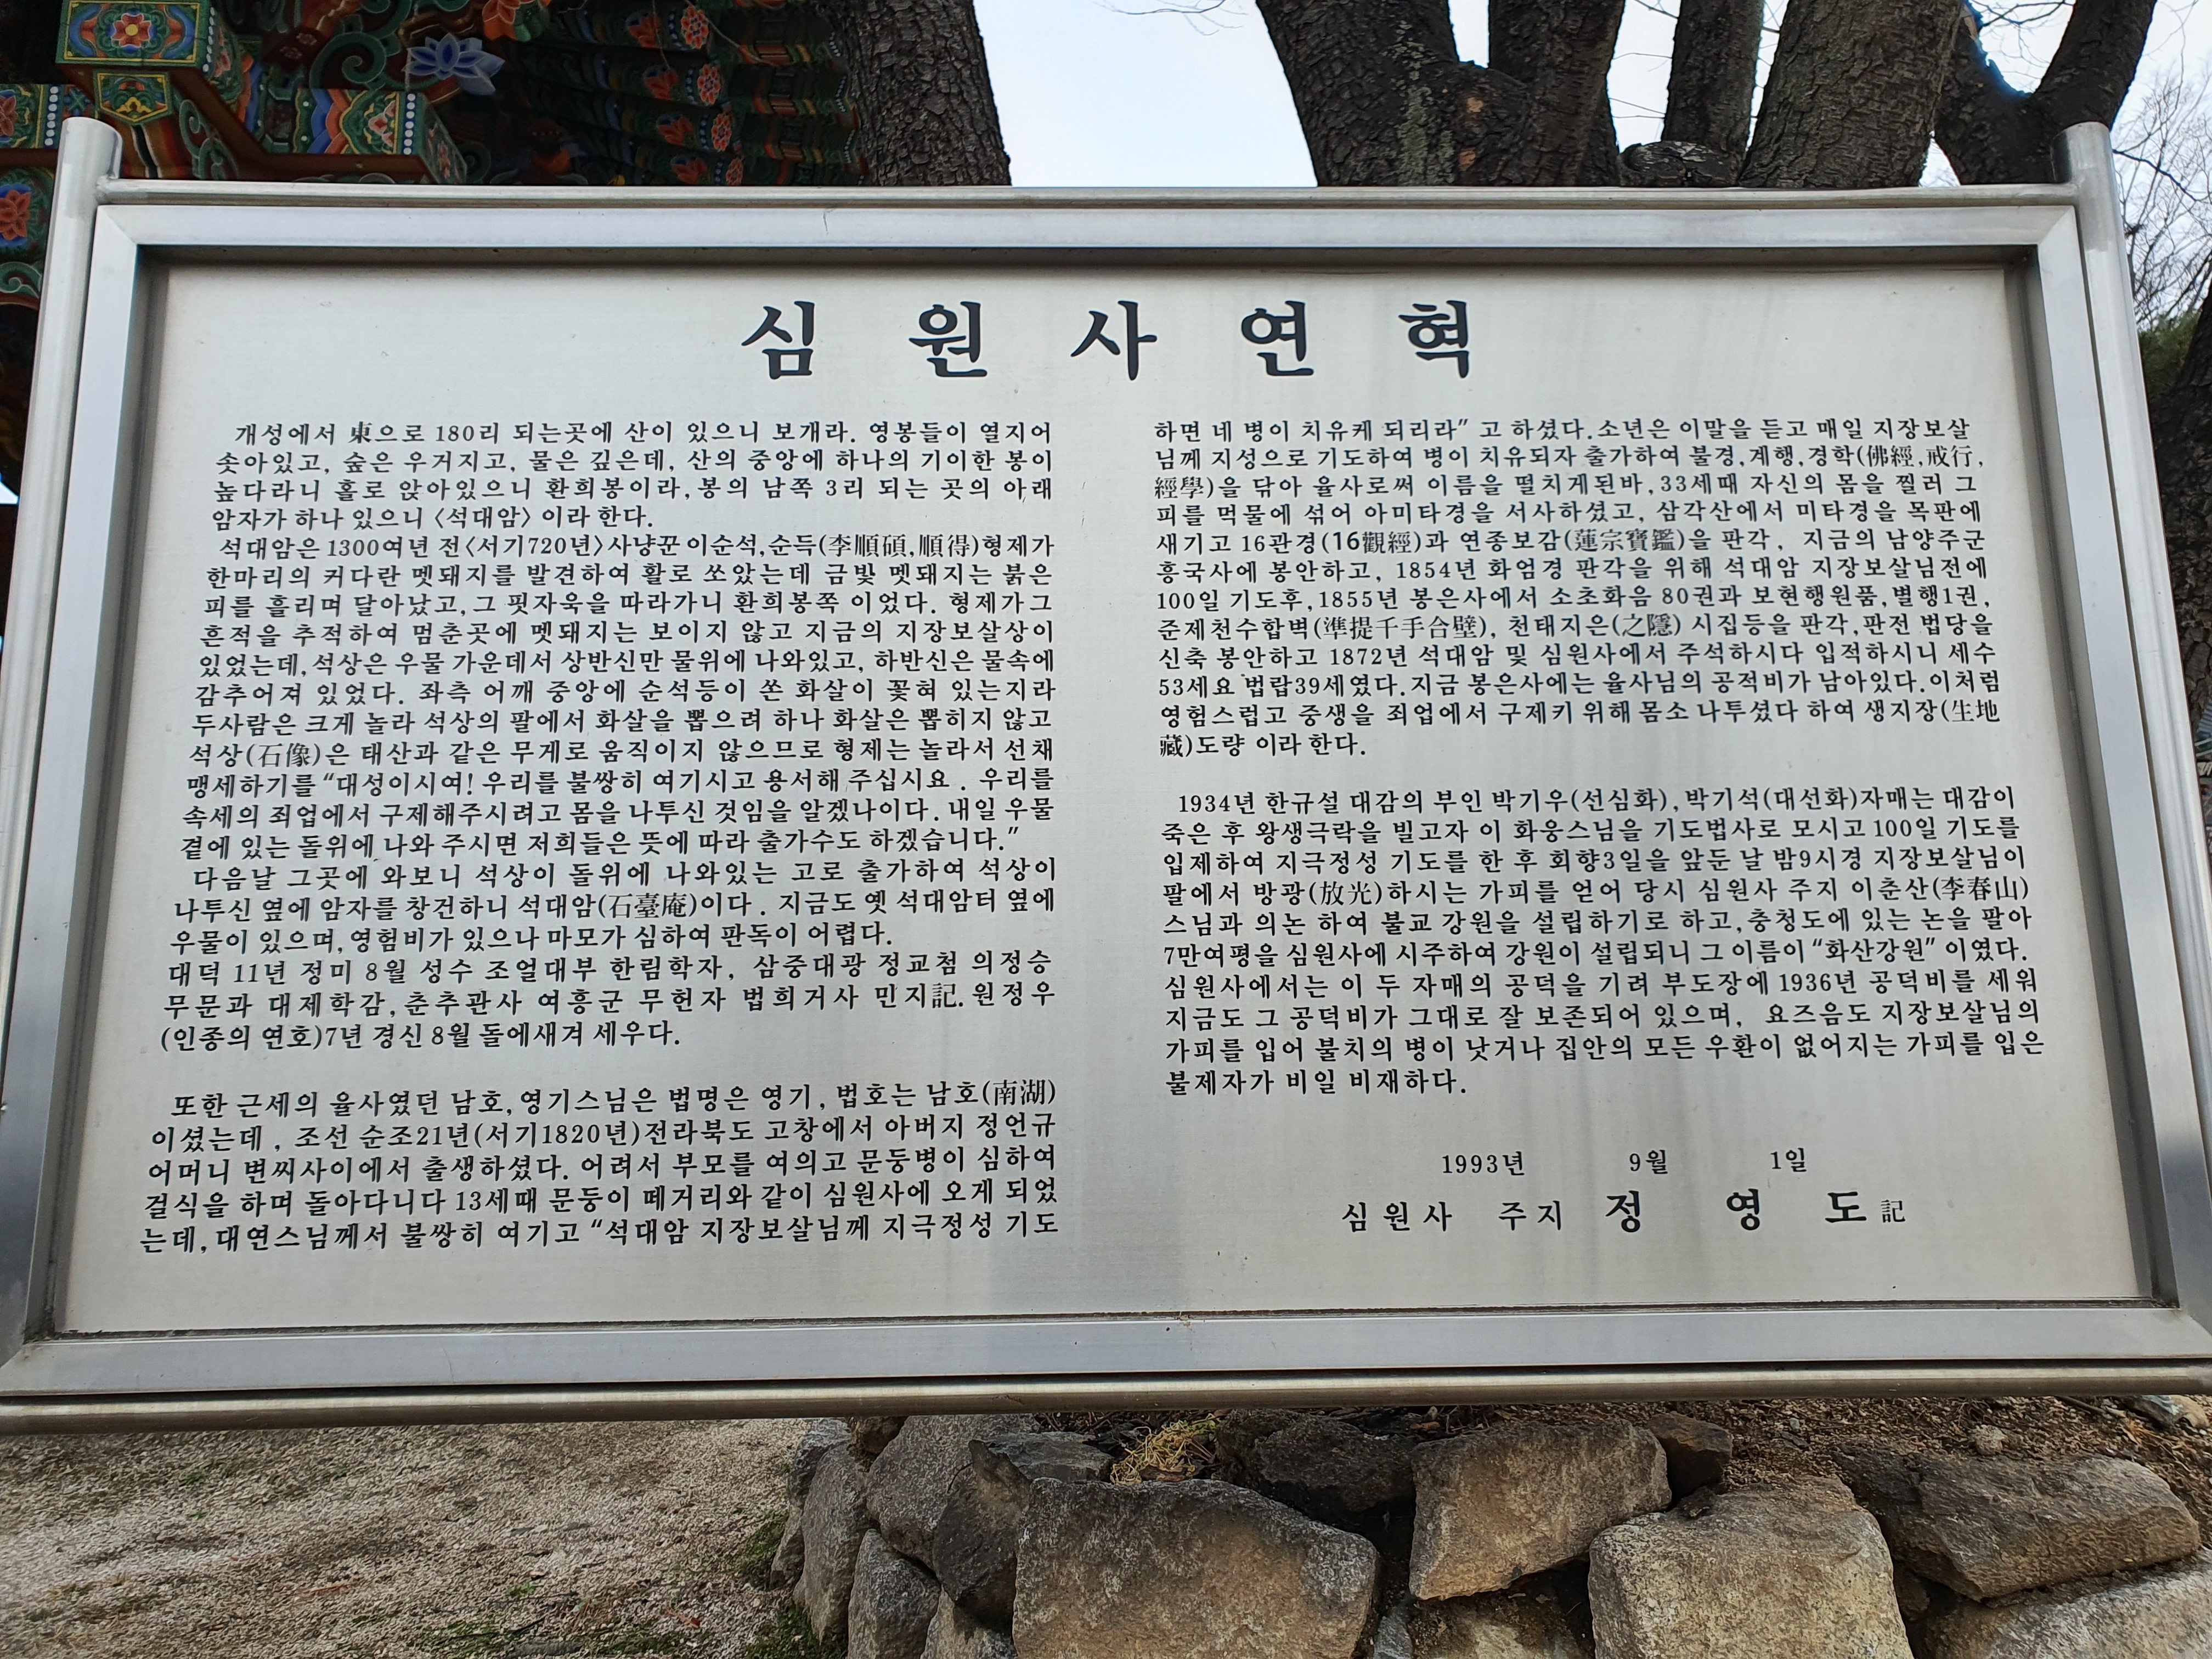 심원사연혁
개성에서 東으로 180리 되는곳에 산이 있으니 보개라. 영봉들이 열지어
솟아있고, 숲은 우거지고, 물은 깊은데, 산의 중앙에 하나의 기이한 봉이
높다라니 홀로 앉아있으니 환희봉이라, 봉의 남쪽 3리 되는 곳의 아래
암자가 하나 있으니 〈석대암〉 이라 한다.
석대암은 1300여년 전〈서기720년〉사냥꾼 이순석,순득(李順碩,順得)형제가
한마리의 커다란 멧돼지를 발견하여 활로 쏘았는데 금빛 멧돼지는 붉은
피를 흘리며 달아났고, 그 핏자욱을 따라가니 환희봉쪽 이었다. 형제가그
흔적을 추적하여 멈춘곳에 멧돼지는 보이지 않고 지금의 지장보살상이
있었는데, 석상은 우물 가운데서 상반신만 물위에 나와있고, 하반신은 물속에
감추어져 있었다. 좌측 어깨 중앙에 순석등이 쏜 화살이 꽃혀 있는지라
두사람은 크게 놀라 석상의 팔에서 화살을 뽑으려 하나 화살은 뽑히지 않고
석상(石像)은 태산과 같은 무게로 움직이지 않으므로 형제는 놀라서 선채
맹세하기를 “대성이시여! 우리를 불쌍히 여기시고 용서해 주십시요. 우리를
속세의 죄업에서 구제해주시려고 몸을 나투신 것임을 알겠나이다. 내일 우물
곁에 있는 돌위에 나와 주시면 저희들은 뜻에 따라 출가수도 하겠습니다.”
다음날 그곳에 와보니 석상이 돌위에 나와있는 고로 출가하여 석상이
나투신 옆에 암자를 창건하니 석대암(石臺庵)이다. 지금도 옛 석대암터 옆에
우물이 있으며, 영험비가 있으나 마모가 심하여 판독이 어렵다.
대덕 11년 정미 8월 성수 조열대부 한림학자, 삼중대광 정교첨 의정승
무문과 대제학감, 춘추관사 여흥군 무헌자 법희거사 민지記. 원정우
(인종의 연호)7년 경신 8월 돌에새겨 세우다.
또한 근세의 율사였던 남호, 영기스님은 법명은 영기, 법호는 남호(南湖)
이셨는데, 조선 순조21년(서기1820년)전라북도 고창에서 아버지 정언규
어머니 변씨사이에서 출생하셨다. 어려서 부모를 여의고 문둥병이 심하여
걸식을 하며 돌아다니다 13세때 문둥이 떼거리와 같이 심원사에 오게 되었
는데, 대연스님께서 불쌍히 여기고 “석대암 지장보살님께 지극정성 기도
하면 네 병이 치유케 되리라” 고 하셨다.소년은 이말을 듣고 매일 지장보살
님께 지성으로 기도하여 병이 치유되자 출가하여 불경,계행,경학(佛經,戒行,
經學)을 닦아 율사로써 이름을 떨치게된바, 33세때 자신의 몸을 찔러 그
피를 먹물에 섞어 아미타경을 서사하셨고, 삼각산에서 미타경을 목판에
새기고 16관경(16觀經)과 연종보감(蓮宗寶鑑)을 판각, 지금의 남양주군
흥국사에 봉안하고, 1854년 화엄경 판각을 위해 석대암 지장보살님전에
100일 기도후, 1855년 봉은사에서 소초화음 80권과 보현행원품, 별행1권,
준제천수합벽(準提千手合壁), 천태지은(之隱) 시집등을 판각, 판전 법당을
신축 봉안하고 1872년 석대암 및 심원사에서 주석하시다 입적하시니 세수
53세요 법랍39세였다. 지금 봉은사에는 율사님의 공적비가 남아있다. 이처럼
영험스럽고 중생을 죄업에서 구제키 위해 몸소 나투셨다 하여 생지장(生地
藏)도량 이라 한다.
1934년 한규설 대감의 부인 박기우(선심화), 박기석(대선화)자매는 대감이
죽은 후 왕생극락을 빌고자 이 화응스님을 기도법사로 모시고 100일 기도를
입제하여 지극정성 기도를 한 후 회향3일을 앞둔 날 밤9시경 지장보살님이
팔에서 방광(放光)하시는 가피를 얻어 당시 심원사 주지 이춘산(李春山)
스님과 의논 하여 불교 강원을 설립하기로 하고, 충청도에 있는 논을 팔아
7만여평을 심원사에 시주하여 강원이 설립되니 그 이름이 “화산강원” 이였다.
심원사에서는 이 두 자매의 공덕을 기려 부도장에 1936년 공덕비를 세워
지금도 그 공덕비가 그대로 잘 보존되어 있으며, 요즈음도 지장보살님의
가피를 입어 불치의 병이 낫거나 집안의 모든 우환이 없어지는 가피를 입은
불제자가 비일 비재하다.
1993년 9월 1일
심원사 주지 정영도 記